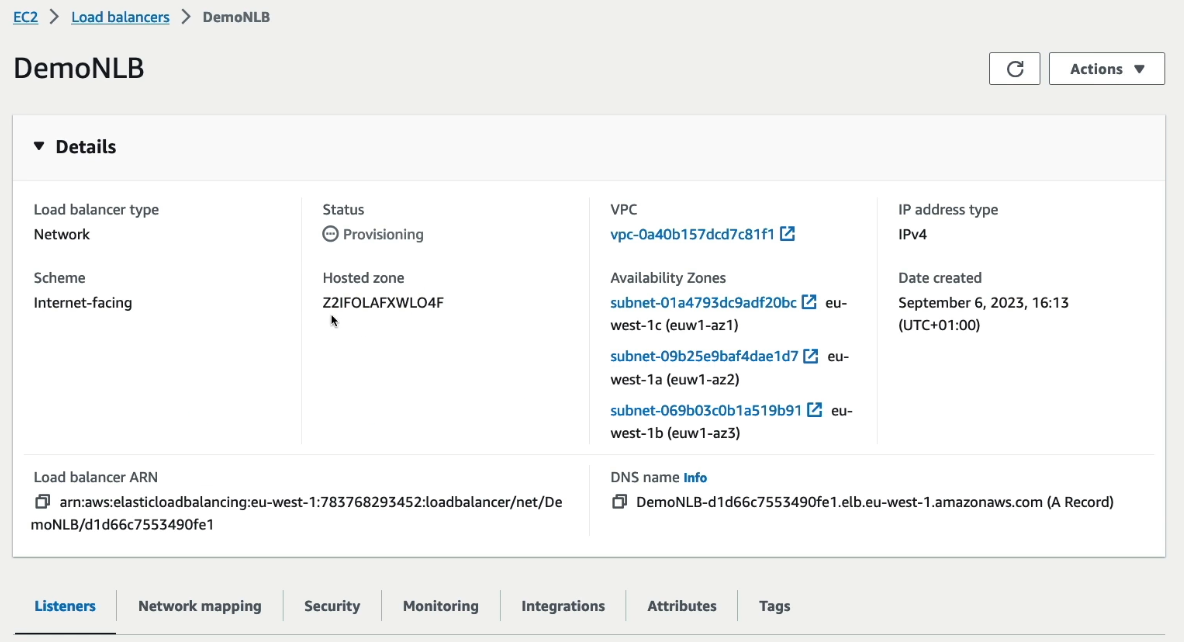 EC2 > Load balancers > DemoNLB
DemoNLB
Actions ▼
▼ Details
Load balancer type
Network
Scheme
Internet-facing
Status
Provisioning
Hosted zone
Z2IFOLAFXWLO4F
VPC
vpc-0a40b157dcd7c81f1
Availability Zones
subnet-01a4793dc9adf20bc eu-
west-1c (euw1-az1)
subnet-09b25e9baf4dae1d7 eu-
west-1a (euw1-az2)
subnet-069b03c0b1a519b91 eu-
west-1b (euw1-az3)
IP address type
IPv4
Date created
September 6, 2023, 16:13
(UTC+01:00)
Load balancer ARN
arn:aws:elasticloadbalancing:eu-west-1:783768293452:loadbalancer/net/De
moNLB/d1d66c7553490fe1
DNS name Info
DemoNLB-d1d66c7553490fe1.elb.eu-west-1.amazonaws.com (A Record)
Listeners
Network mapping
Security
Monitoring
Integrations
Attributes
Tags